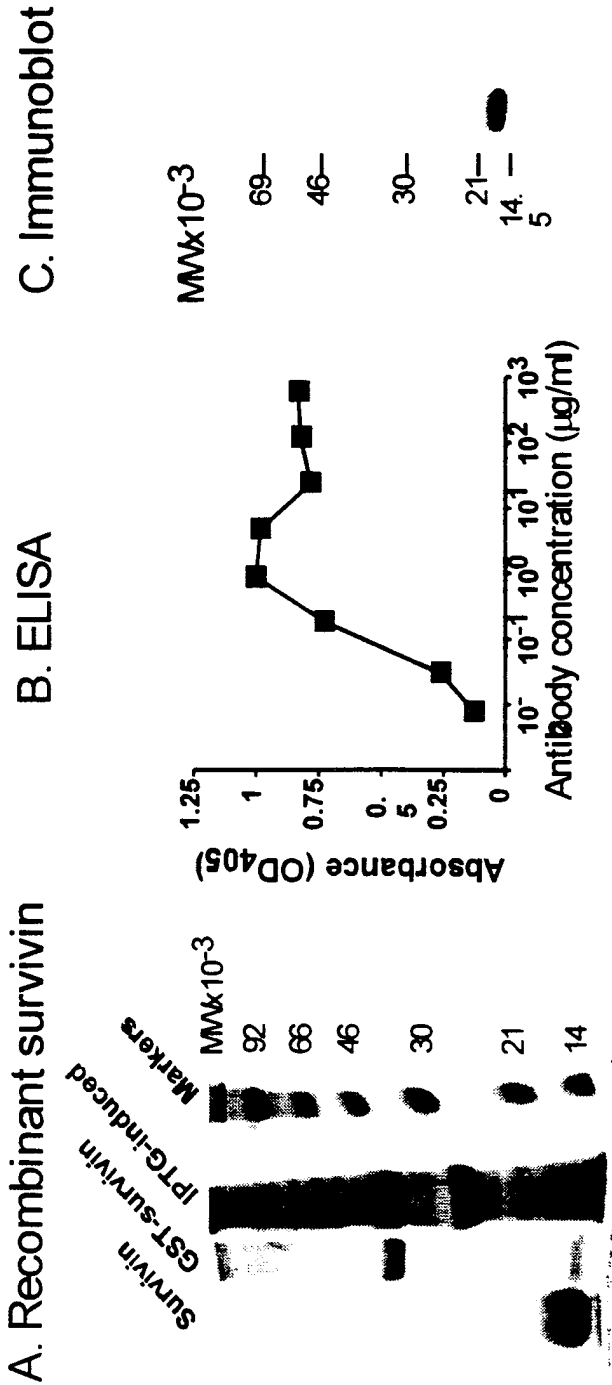 A. Recombinant survivin
Survivin
GST-survivin
IPTG-induced
Markers
MWx10-3
92
66
46
30
21
14
B. ELISA
Absorbance (OD405)
1.25
1
0.75
0.
5
0.25
0
10-
10-1
100
101
102
103
Antibody concentration (µg/ml)
C. Immunoblot
MWx10-3
69
46
30
21
14.
5